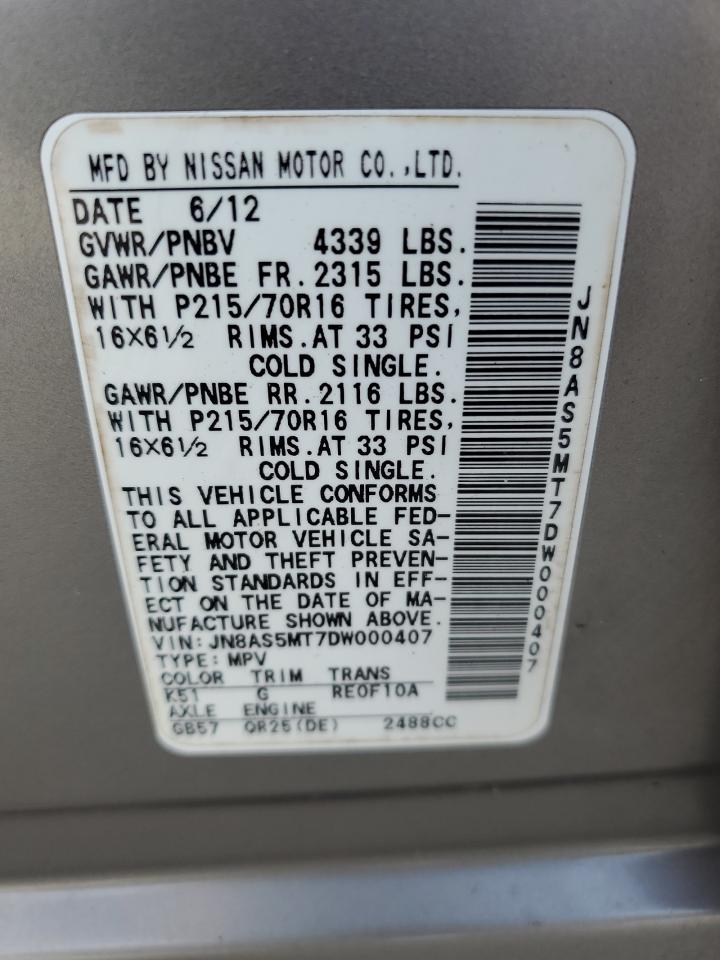 MFD BY NISSAN MOTOR CO.,LTD.
DATE 6/12
GVWR/PNBV 4339 LBS.
GAWR/PNBE FR. 2315 LBS.
WITH P215/70R16 TIRES,
16X6½ RIMS. AT 33 PSI
COLD SINGLE.
GAWR/PNBE RR. 2116 LBS.
WITH P215/70R16 TIRES,
16X6½ RIMS. AT 33 PSI
COLD SINGLE.
THIS VEHICLE CONFORMS
TO ALL APPLICABLE FED-
ERAL MOTOR VEHICLE SA-
FETY AND THEFT PREVEN-
TION STANDARDS IN EFF-
ECT ON THE DATE OF MA-
NUFACTURE SHOWN ABOVE.
VIN: JN8AS5MT7DW000407
TYPE: MPV
COLOR TRIM TRANS
K51 G RE0F10A
AXLE ENGINE
GB57 QR25(DE) 2488CC
JN8AS5MT7DW000407